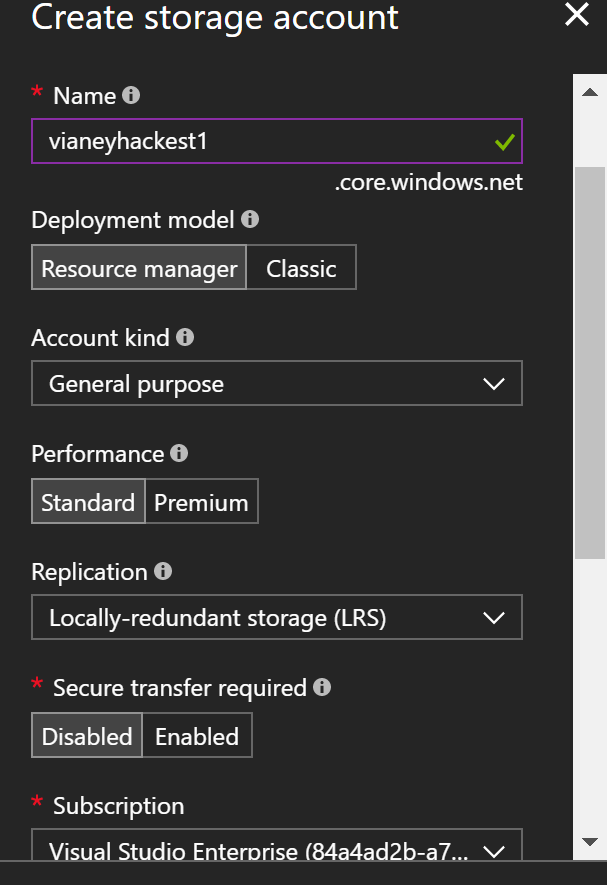 Create storage account
* Name
vianeyhackest1
.core.windows.net
Deployment model
Resource manager Classic
Account kind
General purpose
Performance
Standard Premium
Replication
Locally-redundant storage (LRS)
* Secure transfer required
Disabled Enabled
* Subscription
Visual Studio Enterprise (84a4ad2b-a7...